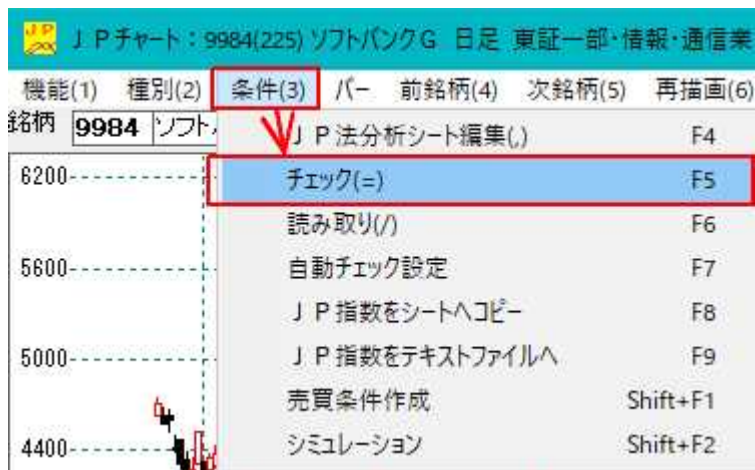 JP
ＪＰチャート：9984(225) ソフトバンクＧ 日足 東証一部・情報・通信業
機能(1) 種別(2) 条件(3) バー 前銘柄(4) 次銘柄(5) 再描画(6)
銘柄 9984 ソフト
ＪＰ法分析シート編集(,) F4
6200
チェック(=) F5
読み取り(/) F6
5600
自動チェック設定 F7
ＪＰ指数をシートへコピー F8
5000
ＪＰ指数をテキストファイルへ F9
売買条件作成 Shift+F1
4400
シミュレーション Shift+F2